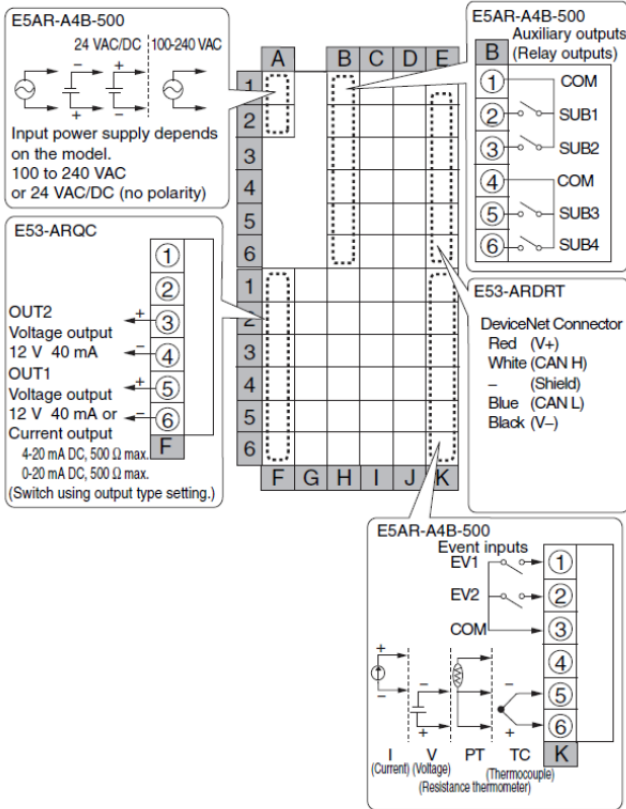 E5AR-A4B-500
24 VAC/DC 100-240 VAC
− +
+ −
Input power supply depends
on the model.
100 to 240 VAC
or 24 VAC/DC (no polarity)
A B C D E
1
2
3
4
5
6
1
2
3
4
5
6
F G H I J K
E5AR-A4B-500
Auxiliary outputs
(Relay outputs)
B
1 COM
2 SUB1
3 SUB2
4 COM
5 SUB3
6 SUB4
E53-ARQC
1
2
OUT2 + 3
Voltage output
12 V 40 mA − 4
OUT1
Voltage output + 5
12 V 40 mA or − 6
Current output F
4-20 mA DC, 500 Ω max.
0-20 mA DC, 500 Ω max.
(Switch using output type setting.)
E53-ARDRT
DeviceNet Connector
Red (V+)
White (CAN H)
– (Shield)
Blue (CAN L)
Black (V–)
E5AR-A4B-500
Event inputs
EV1 1
EV2 2
COM 3
+ 4
− − − 5
+ + 6
I V PT TC K
(Current) (Voltage) (Thermocouple)
(Resistance thermometer)